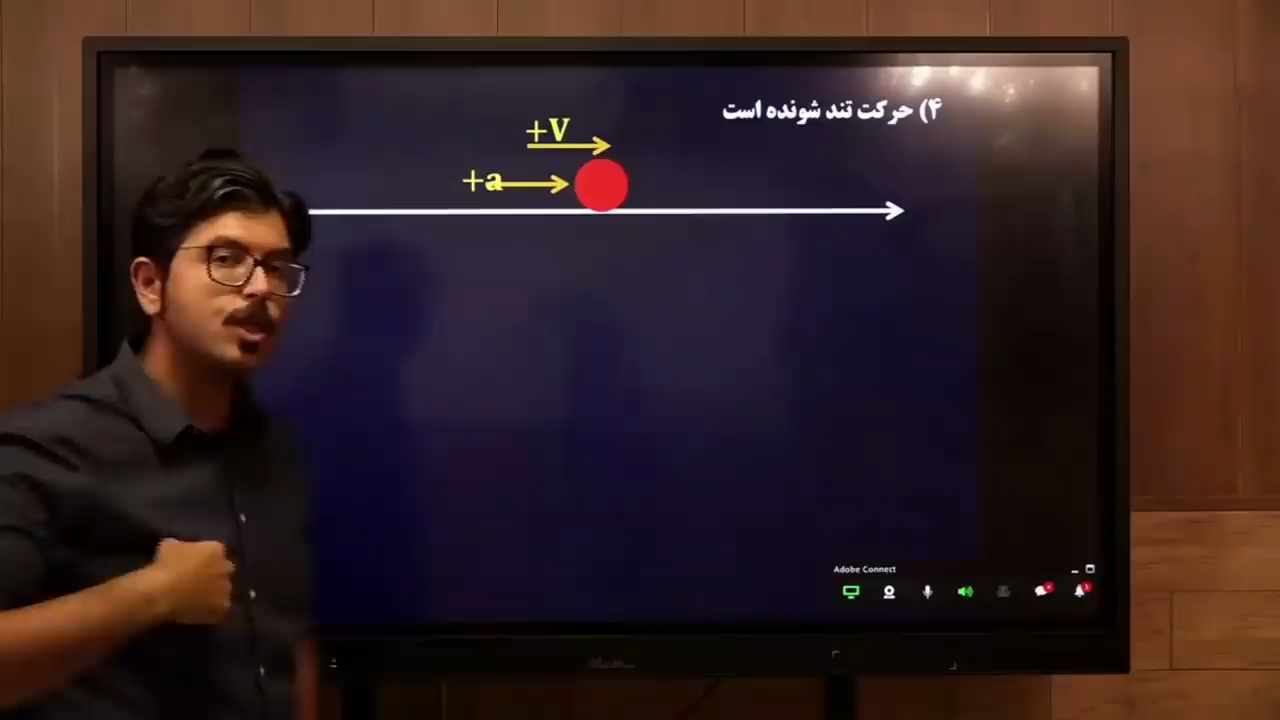 ۴) حرکت تند شونده است
+V
+a
Adobe Connect